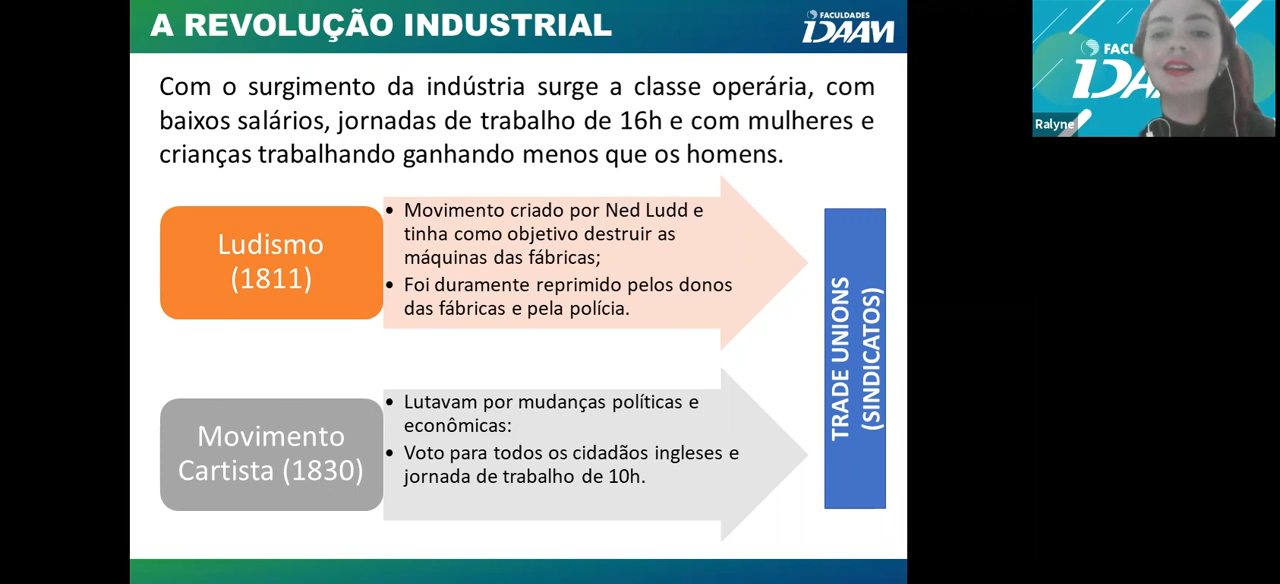 A REVOLUÇÃO INDUSTRIAL
FACULDADES
IDAAM
Com o surgimento da indústria surge a classe operária, com
baixos salários, jornadas de trabalho de 16h e com mulheres e
crianças trabalhando ganhando menos que os homens.
Ludismo
(1811)
• Movimento criado por Ned Ludd e
tinha como objetivo destruir as
máquinas das fábricas;
• Foi duramente reprimido pelos donos
das fábricas e pela polícia.
Movimento
Cartista (1830)
• Lutavam por mudanças políticas e
econômicas:
• Voto para todos os cidadãos ingleses e
jornada de trabalho de 10h.
TRADE UNIONS
(SINDICATOS)
FACU
IDAA
Ralyne